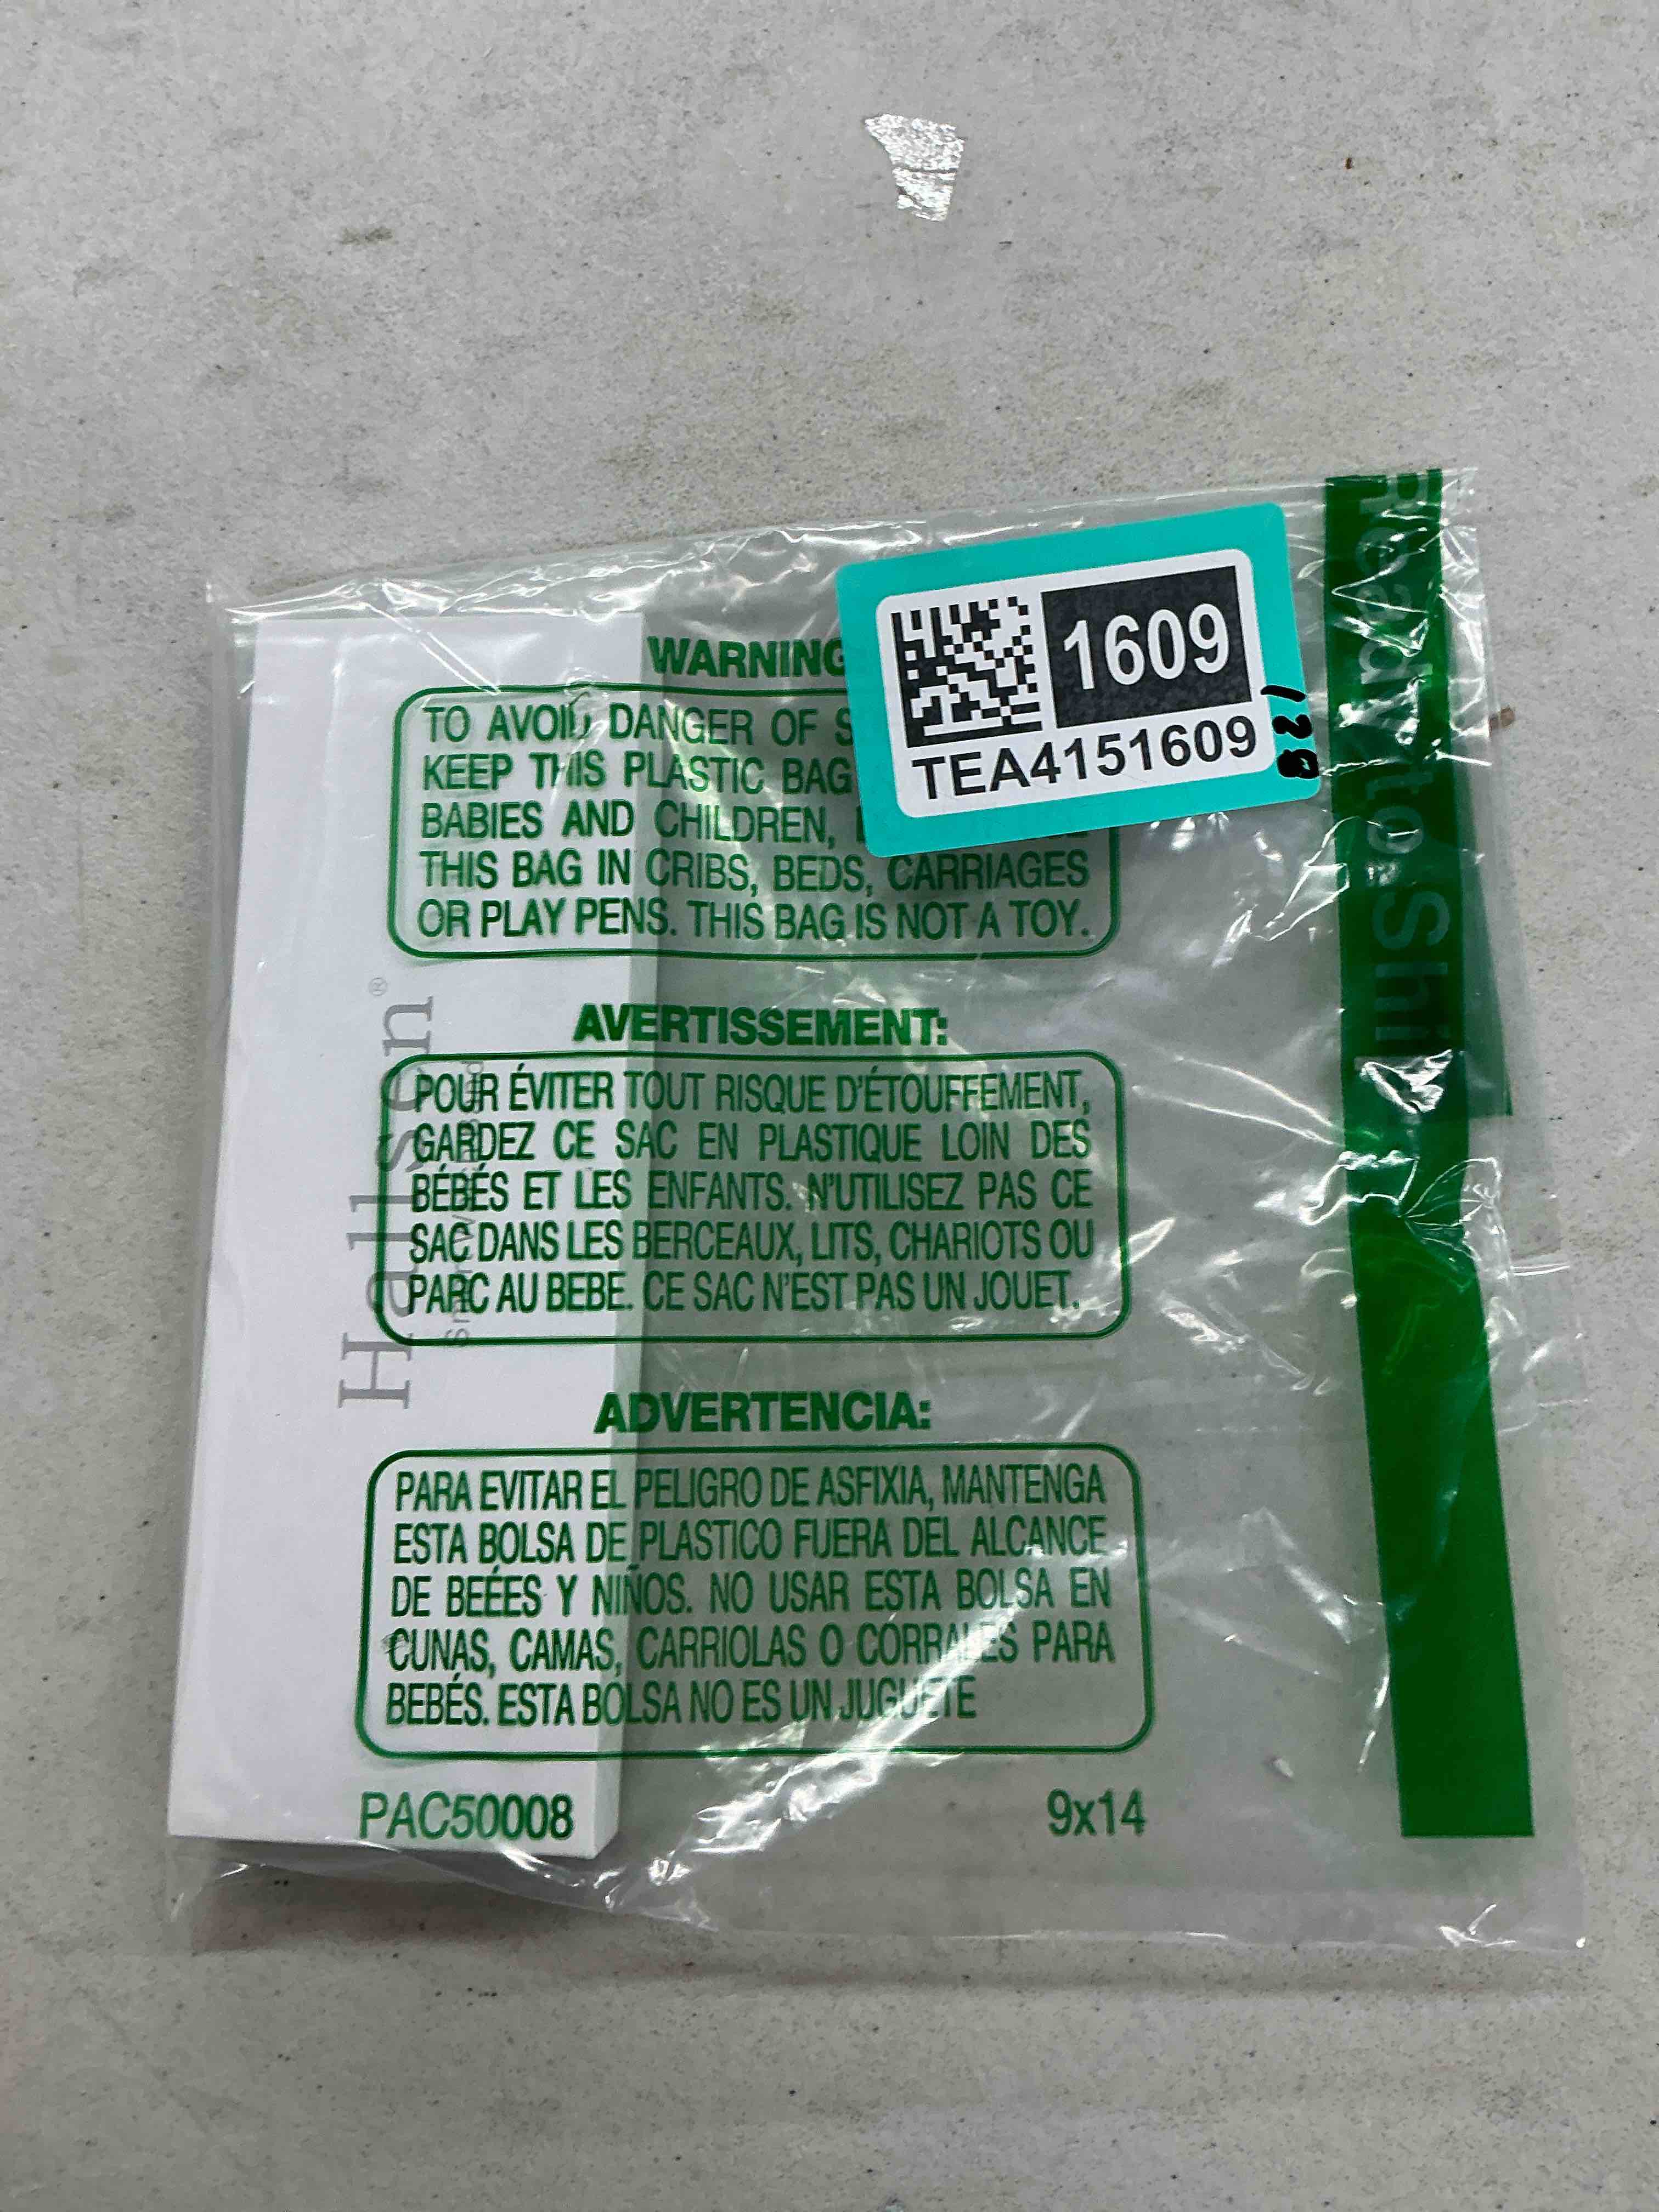 Ready to Shi
1609
TEA4151609
128
WARNING
TO AVOID DANGER OF S
KEEP THIS PLASTIC BAG
BABIES AND CHILDREN,
THIS BAG IN CRIBS, BEDS, CARRIAGES
OR PLAY PENS. THIS BAG IS NOT A TOY.
Halsen®
AVERTISSEMENT:
POUR ÉVITER TOUT RISQUE D'ÉTOUFFEMENT,
GARDEZ CE SAC EN PLASTIQUE LOIN DES
BÉBÉS ET LES ENFANTS. N'UTILISEZ PAS CE
SAC DANS LES BERCEAUX, LITS, CHARIOTS OU
PARC AU BEBE. CE SAC N'EST PAS UN JOUET.
ADVERTENCIA:
PARA EVITAR EL PELIGRO DE ASFIXIA, MANTENGA
ESTA BOLSA DE PLASTICO FUERA DEL ALCANCE
DE BEÉES Y NIÑOS. NO USAR ESTA BOLSA EN
CUNAS, CAMAS, CARRIOLAS O CORRALES PARA
BEBÉS. ESTA BOLSA NO ES UN JUGUETE
PAC50008
9x14